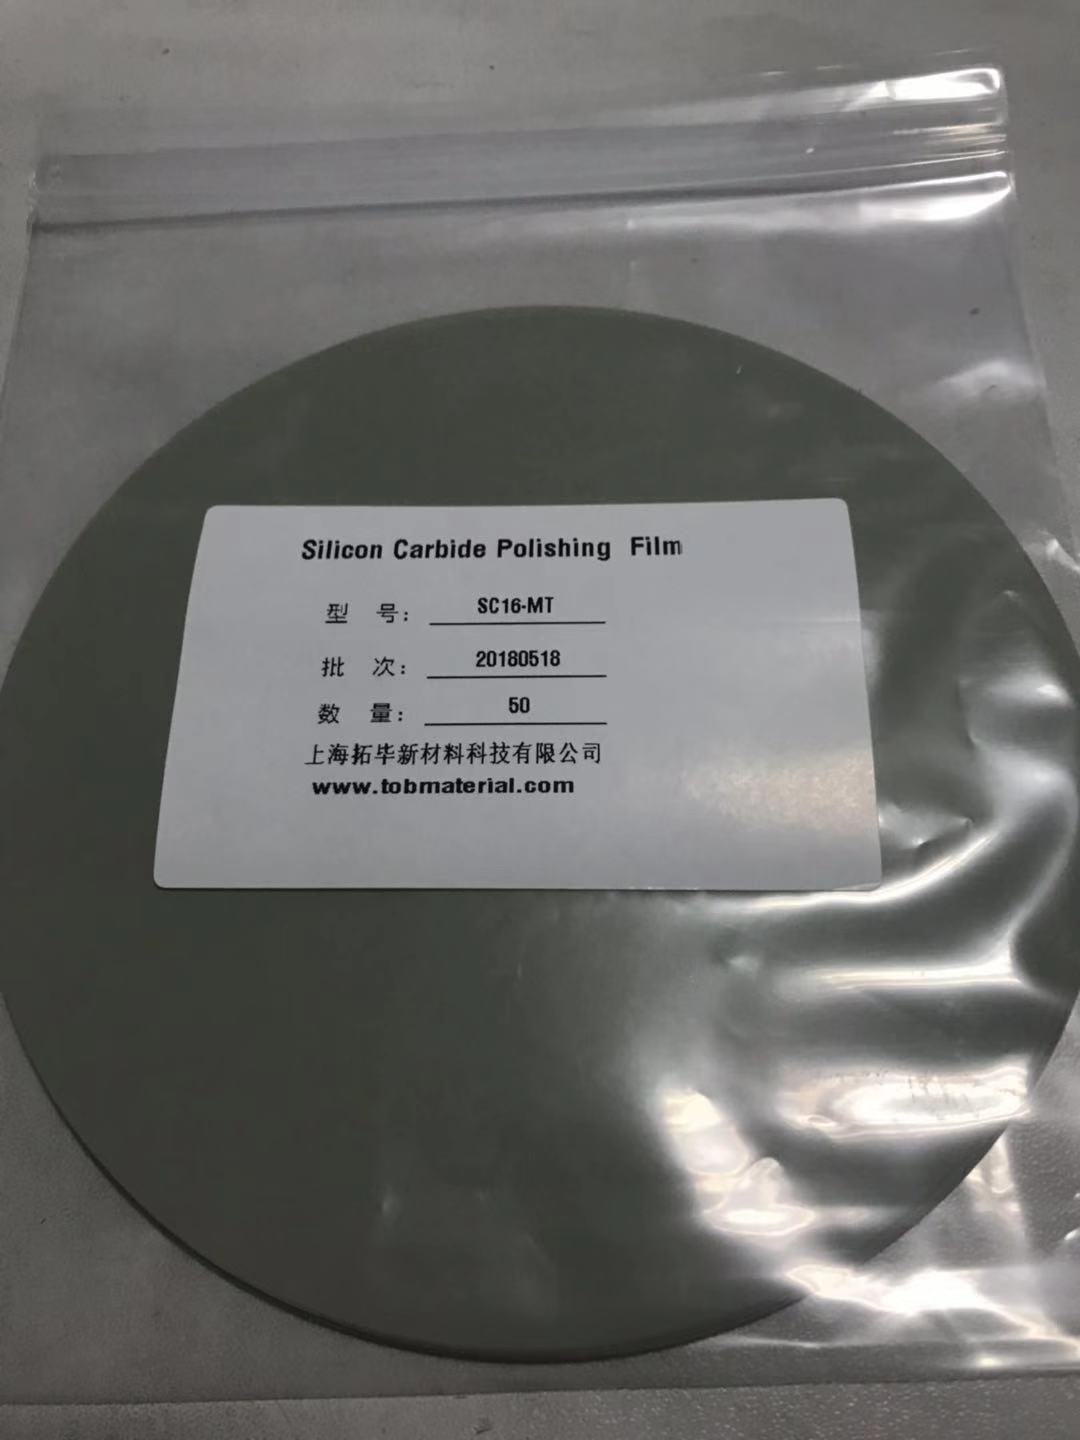 Silicon Carbide Polishing Film
型 号： SC16-MT
批 次： 20180518
数 量： 50
上海拓毕新材料科技有限公司
www.tobmaterial.com